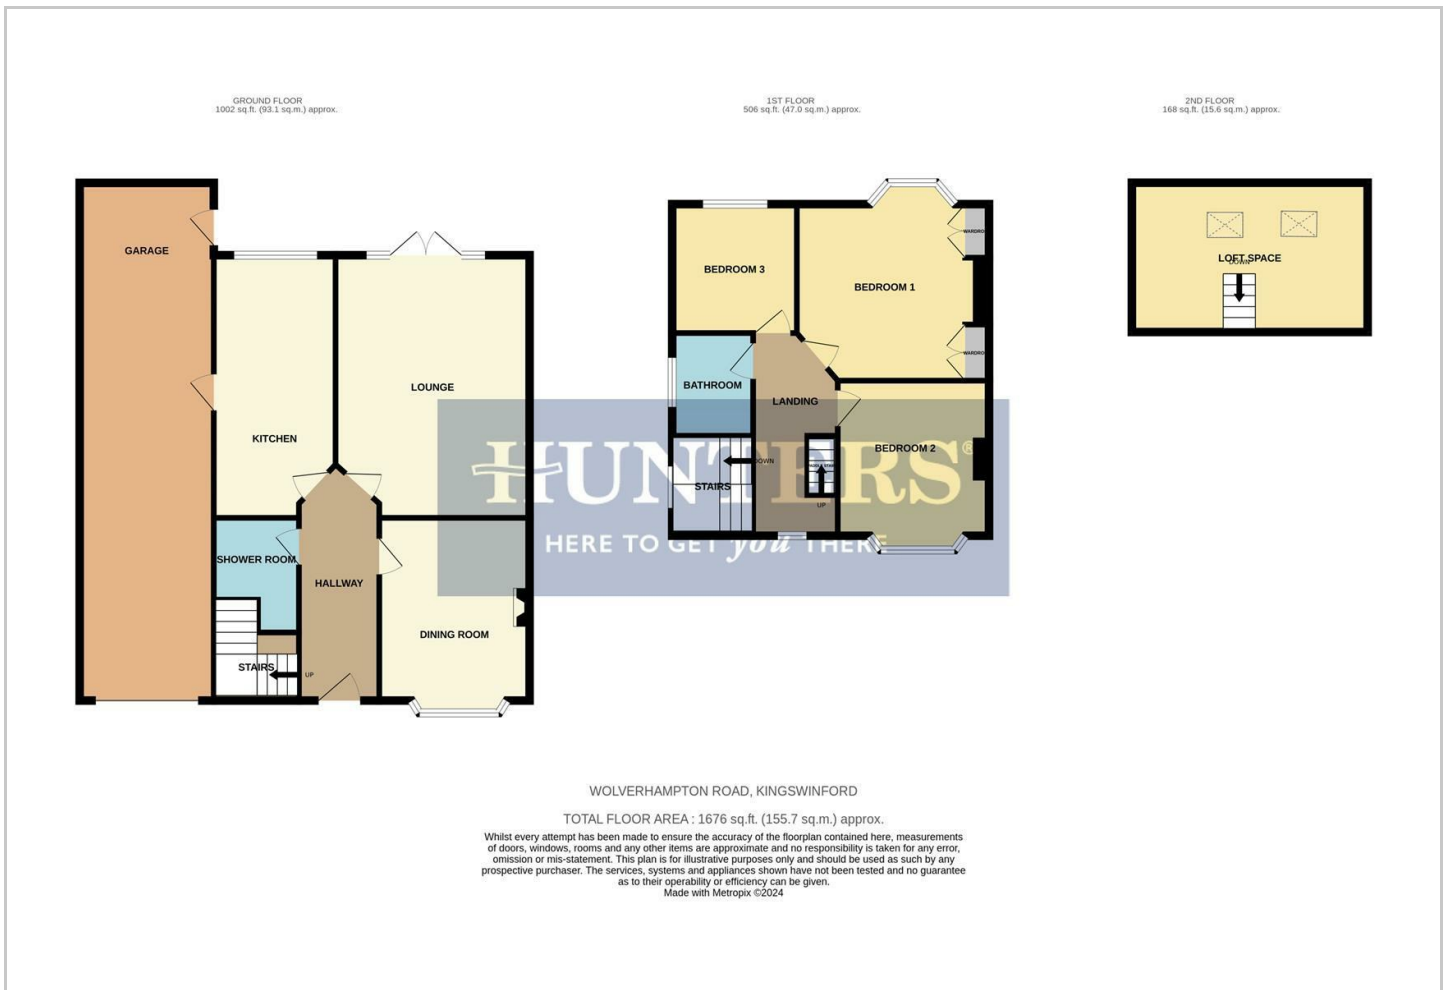 GROUND FLOOR
1002 sq.ft. (93.1 sq.m.) approx.
1ST FLOOR
506 sq.ft. (47.0 sq.m.) approx.
2ND FLOOR
168 sq.ft. (15.6 sq.m.) approx.
GARAGE
KITCHEN
LOUNGE
SHOWER ROOM
HALLWAY
DINING ROOM
STAIRS
UP
BEDROOM 3
BEDROOM 1
WARDRO
WARDRO
BATHROOM
LANDING
BEDROOM 2
STAIRS
DOWN
UP
LOFT SPACE
DOWN
HUNTERS®
HERE TO GET you THERE
WOLVERHAMPTON ROAD, KINGSWINFORD
TOTAL FLOOR AREA : 1676 sq.ft. (155.7 sq.m.) approx.
Whilst every attempt has been made to ensure the accuracy of the floorplan contained here, measurements
of doors, windows, rooms and any other items are approximate and no responsibility is taken for any error,
omission or mis-statement. This plan is for illustrative purposes only and should be used as such by any
prospective purchaser. The services, systems and appliances shown have not been tested and no guarantee
as to their operability or efficiency can be given.
Made with Metropix ©2024